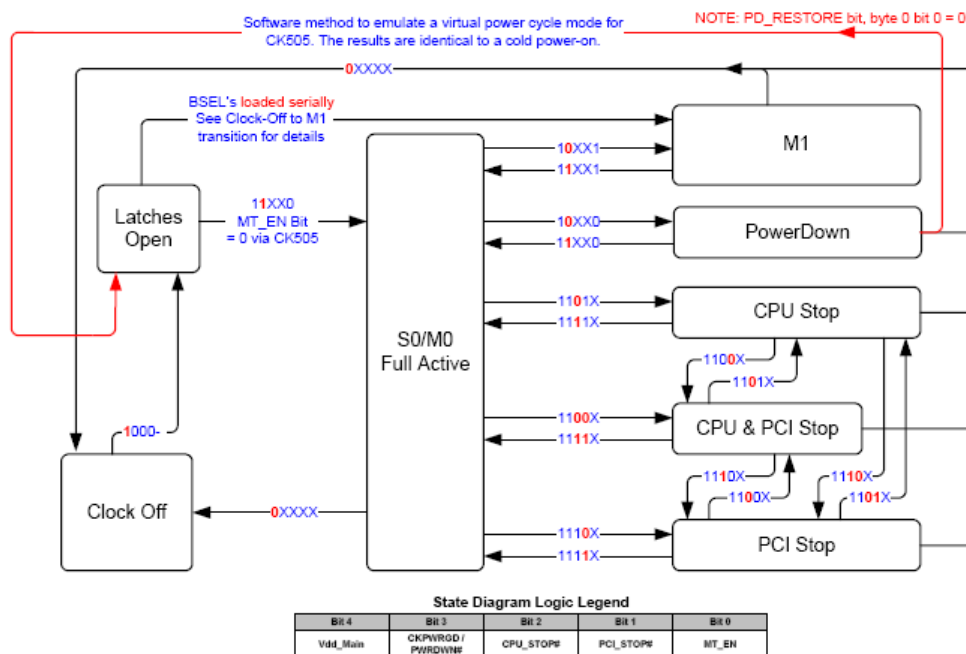 Software method to emulate a virtual power cycle mode for
CK505. The results are identical to a cold power-on.
NOTE: PD_RESTORE bit, byte 0 bit 0 = 0
0XXXX
BSEL's loaded serially
See Clock-Off to M1
transition for details
M1
10XX1
11XX1
Latches
Open
11XX0
MT_EN Bit
= 0 via CK505
10XX0
11XX0
PowerDown
S0/M0
Full Active
1101X
1111X
CPU Stop
1100X
1101X
1100X
1111X
CPU & PCI Stop
1000-
1110X
1100X
1110X
1101X
Clock Off
0XXXX
1110X
1111X
PCI Stop
State Diagram Logic Legend
Bit 4 Bit 3 Bit 2 Bit 1 Bit 0
Vdd_Main CKPWRGD / PWRDWN# CPU_STOP# PCI_STOP# MT_EN